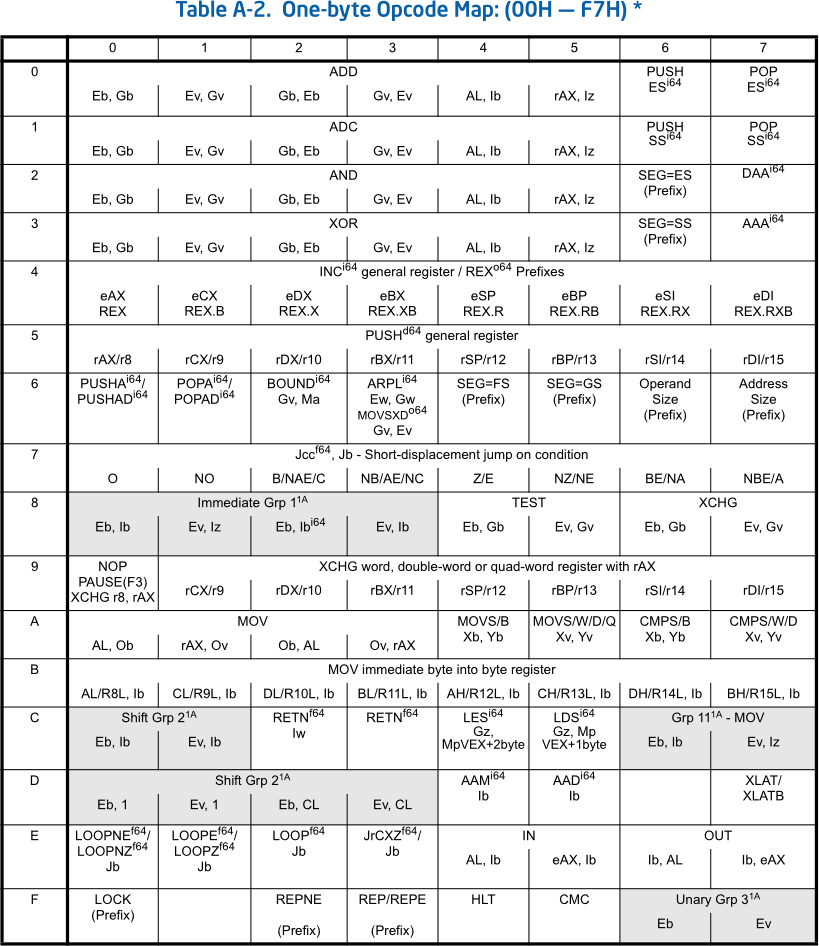 Table A-2. One-byte Opcode Map: (00H — F7H) *
0 1 2 3 4 5 6 7
0 ADD PUSH ES^i64 POP ES^i64
Eb, Gb Ev, Gv Gb, Eb Gv, Ev AL, Ib rAX, Iz
1 ADC PUSH SS^i64 POP SS^i64
Eb, Gb Ev, Gv Gb, Eb Gv, Ev AL, Ib rAX, Iz
2 AND SEG=ES (Prefix) DAA^i64
Eb, Gb Ev, Gv Gb, Eb Gv, Ev AL, Ib rAX, Iz
3 XOR SEG=SS (Prefix) AAA^i64
Eb, Gb Ev, Gv Gb, Eb Gv, Ev AL, Ib rAX, Iz
4 INC^i64 general register / REX^o64 Prefixes
eAX eCX eDX eBX eSP eBP eSI eDI
REX REX.B REX.X REX.XB REX.R REX.RB REX.RX REX.RXB
5 PUSH^d64 general register
rAX/r8 rCX/r9 rDX/r10 rBX/r11 rSP/r12 rBP/r13 rSI/r14 rDI/r15
6 PUSHA^i64/ POPA^i64/ BOUND^i64 ARPL^i64 SEG=FS SEG=GS Operand Address
PUSHAD^i64 POPAD^i64 Gv, Ma Ew, Gw (Prefix) (Prefix) Size Size
MOVSXD^o64 (Prefix) (Prefix)
Gv, Ev
7 Jcc^f64, Jb - Short-displacement jump on condition
O NO B/NAE/C NB/AE/NC Z/E NZ/NE BE/NA NBE/A
8 Immediate Grp 1^1A TEST XCHG
Eb, Ib Ev, Iz Eb, Ib^i64 Ev, Ib Eb, Gb Ev, Gv Eb, Gb Ev, Gv
9 NOP XCHG word, double-word or quad-word register with rAX
PAUSE(F3)
XCHG r8, rAX rCX/r9 rDX/r10 rBX/r11 rSP/r12 rBP/r13 rSI/r14 rDI/r15
A MOV MOVS/B MOVS/W/D/Q CMPS/B CMPS/W/D
AL, Ob rAX, Ov Ob, AL Ov, rAX Xb, Yb Xv, Yv Xb, Yb Xv, Yv
B MOV immediate byte into byte register
AL/R8L, Ib CL/R9L, Ib DL/R10L, Ib BL/R11L, Ib AH/R12L, Ib CH/R13L, Ib DH/R14L, Ib BH/R15L, Ib
C Shift Grp 2^1A RETN^f64 RETN^f64 LES^i64 LDS^i64 Grp 11^1A - MOV
Iw Gz, Gz, Mp
Eb, Ib Ev, Ib MpVEX+2byte VEX+1byte Eb, Ib Ev, Iz
D Shift Grp 2^1A AAM^i64 AAD^i64 XLAT/
Ib Ib XLATB
Eb, 1 Ev, 1 Eb, CL Ev, CL
E LOOPNE^f64/ LOOPE^f64/ LOOP^f64 JrCXZ^f64/ IN OUT
LOOPNZ^f64 LOOPZ^f64 Jb Jb
Jb Jb AL, Ib eAX, Ib Ib, AL Ib, eAX
F LOCK REPNE REP/REPE HLT CMC Unary Grp 3^1A
(Prefix) (Prefix) (Prefix) Eb Ev